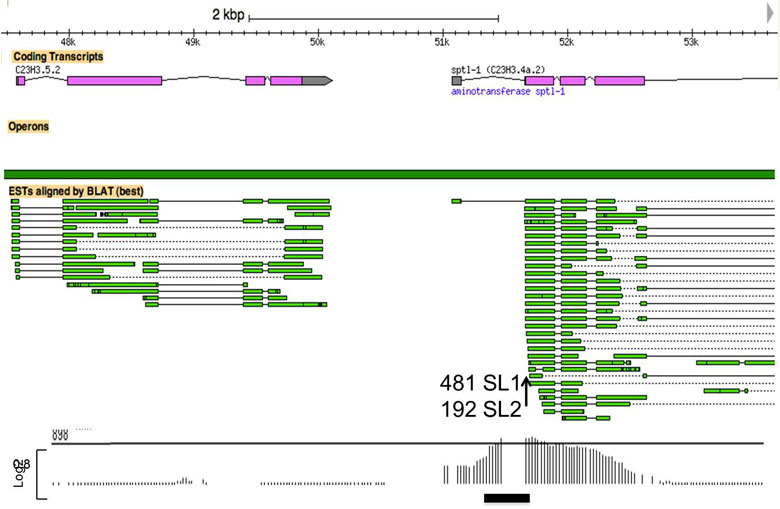 2 kbp
48k 49k 50k 51k 52k 53k
Coding Transcripts
C23H3.5.2 sptl-1 (C23H3.4a.2)
aminotransferase sptl-1
Operons
ESTs aligned by BLAT (best)
481 SL1
192 SL2
Log2